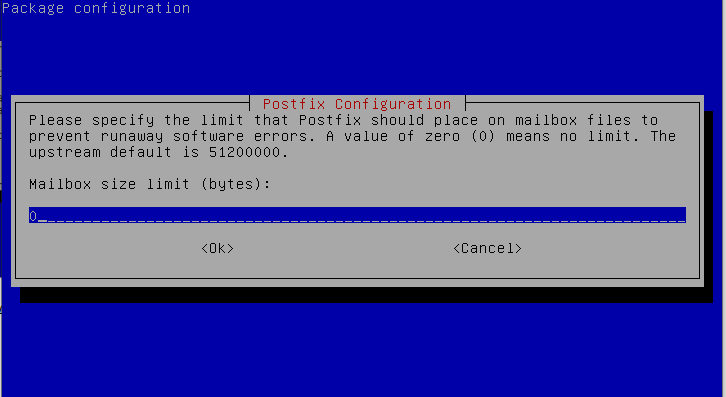 Package configuration
Postfix Configuration
Please specify the limit that Postfix should place on mailbox files to
prevent runaway software errors. A value of zero (0) means no limit. The
upstream default is 51200000.
Mailbox size limit (bytes):
0
<Ok> <Cancel>